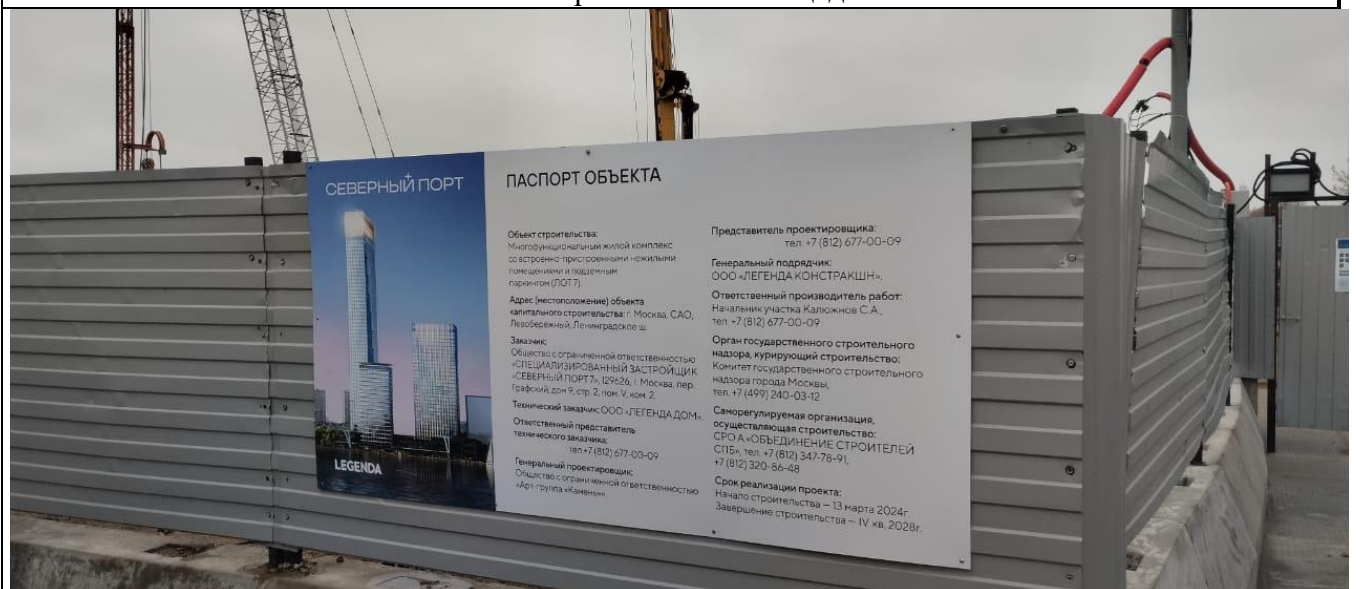 СЕВЕРНЫЙ ПОРТ
LEGENDA
ПАСПОРТ ОБЪЕКТА
Объект строительства:
Многофункциональный жилой комплекс
со встроенно-пристроенными нежилыми
помещениями и подземным
паркингом (ЛОТ 7).
Адрес (местоположение) объекта
капитального строительства: г. Москва, САО,
Левобережный, Ленинградское ш.
Заказчик:
Общество с ограниченной ответственностью
«СПЕЦИАЛИЗИРОВАННЫЙ ЗАСТРОЙЩИК
«СЕВЕРНЫЙ ПОРТ 7», 129626, г. Москва, пер.
Графский, дом 9, стр. 2, пом. V, ком. 2.
Технический заказчик: ООО «ЛЕГЕНДА ДОМ».
Ответственный представитель
технического заказчика:
тел +7 (812) 677-00-09
Генеральный проектировщик:
Общество с ограниченной ответственностью
«Арт-группа «Камень»»
Представитель проектировщика:
тел. +7 (812) 677-00-09
Генеральный подрядчик:
ООО «ЛЕГЕНДА КОНСТРАКШН».
Ответственный производитель работ:
Начальник участка Калюжнов С.А.,
тел. +7 (812) 677-00-09
Орган государственного строительного
надзора, курирующий строительство:
Комитет государственного строительного
надзора города Москвы,
тел. +7 (499) 240-03-12
Саморегулируемая организация,
осуществляющая строительство:
СРО А «ОБЪЕДИНЕНИЕ СТРОИТЕЛЕЙ
СПБ», тел. +7 (812) 347-78-91,
+7 (812) 320-86-48
Срок реализации проекта:
Начало строительства – 13 марта 2024г
Завершение строительства – IV кв. 2028г.